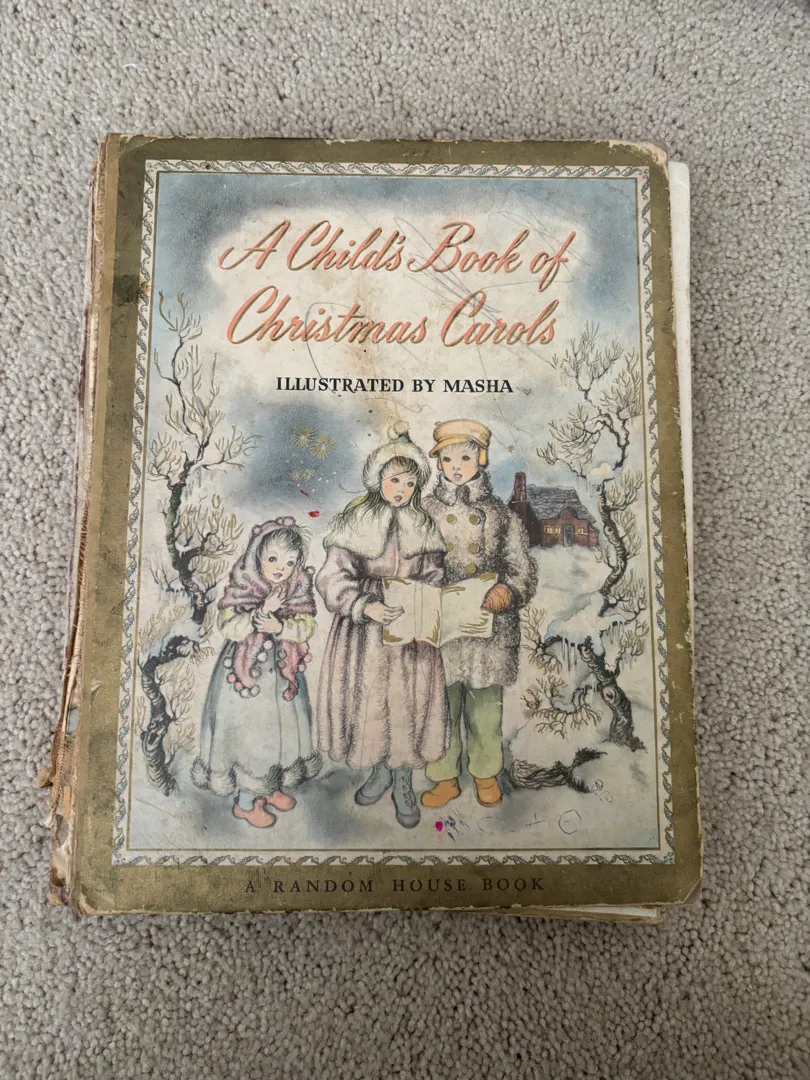 A Child's Book of
Christmas Carols
ILLUSTRATED BY MASHA
A RANDOM HOUSE BOOK